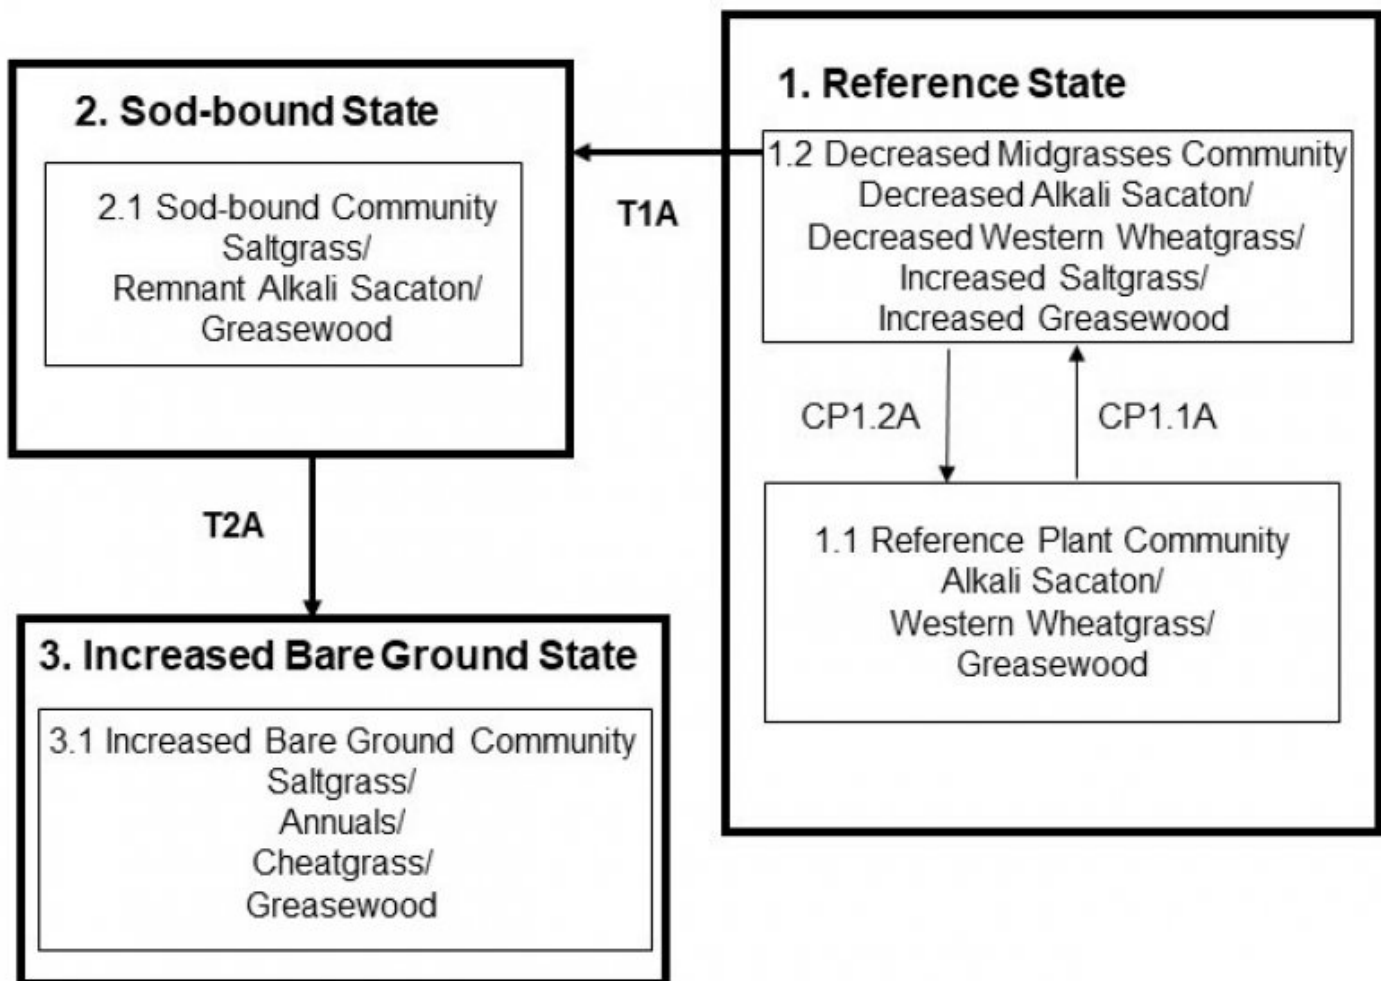 2. Sod-bound State
2.1 Sod-bound Community
Saltgrass/
Remnant Alkali Sacaton/
Greasewood
T1A
1. Reference State
1.2 Decreased Midgrasses Community
Decreased Alkali Sacaton/
Decreased Western Wheatgrass/
Increased Saltgrass/
Increased Greasewood
CP1.2A
CP1.1A
1.1 Reference Plant Community
Alkali Sacaton/
Western Wheatgrass/
Greasewood
T2A
3. Increased Bare Ground State
3.1 Increased Bare Ground Community
Saltgrass/
Annuals/
Cheatgrass/
Greasewood